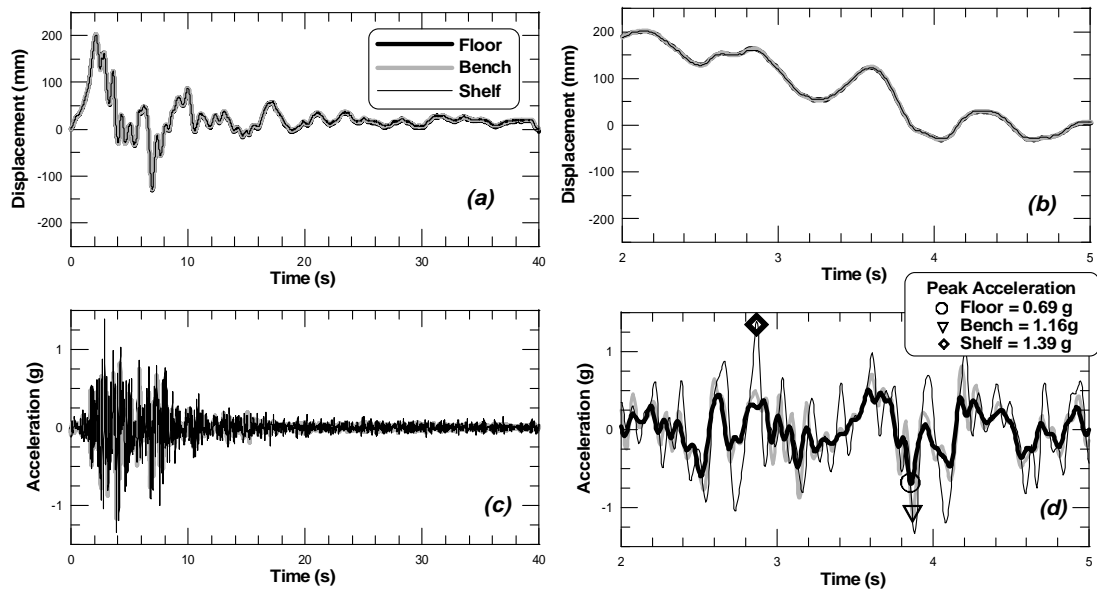 200
100
0
-100
-200
Displacement (mm)
Floor
Bench
Shelf
(a)
0
10
20
30
40
Time (s)
200
100
0
-100
-200
Displacement (mm)
(b)
2
3
4
5
Time (s)
1
0
-1
Acceleration (g)
(c)
0
10
20
30
40
Time (s)
Peak Acceleration
Floor = 0.69 g
Bench = 1.16g
Shelf = 1.39 g
1
0
-1
Acceleration (g)
(d)
2
3
4
5
Time (s)